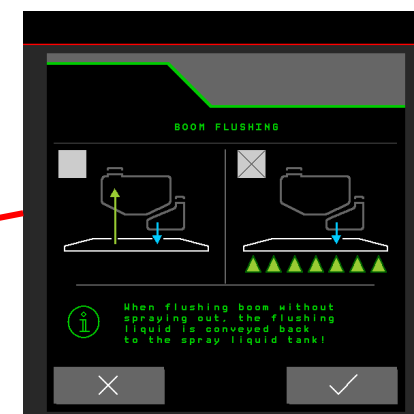 BOOM FLUSHING
When flushing boom without
spraying out, the flushing
liquid is conveyed back
to the spray liquid tank!